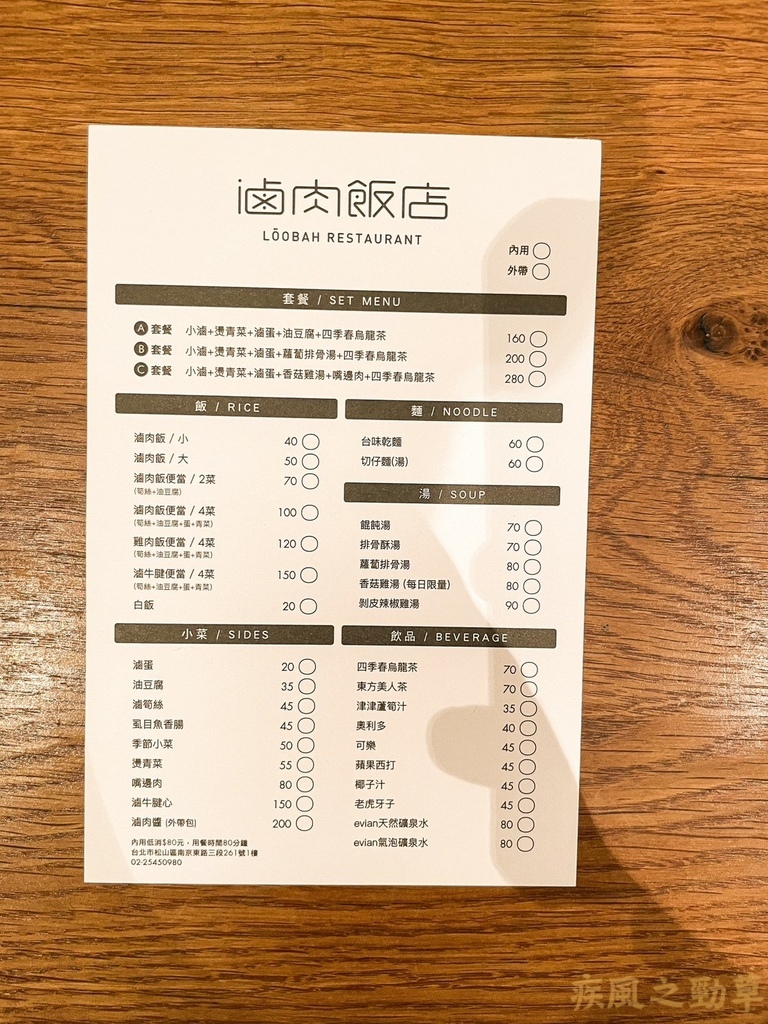 滷肉飯店
LŌOBAH RESTAURANT
內用
外帶
套餐 / SET MENU
A 套餐 小滷+燙青菜+滷蛋+油豆腐+四季春烏龍茶 160
B 套餐 小滷+燙青菜+滷蛋+蘿蔔排骨湯+四季春烏龍茶 200
C 套餐 小滷+燙青菜+滷蛋+香菇雞湯+嘴邊肉+四季春烏龍茶 280
飯 / RICE
滷肉飯 / 小 40
滷肉飯 / 大 50
滷肉飯便當 / 2菜 70
(筍絲+油豆腐)
滷肉飯便當 / 4菜 100
(筍絲+油豆腐+蛋+青菜)
雞肉飯便當 / 4菜 120
(筍絲+油豆腐+蛋+青菜)
滷牛腱便當 / 4菜 150
(筍絲+油豆腐+蛋+青菜)
白飯 20
麵 / NOODLE
台味乾麵 60
切仔麵(湯) 60
湯 / SOUP
餛飩湯 70
排骨酥湯 70
蘿蔔排骨湯 80
香菇雞湯 (每日限量) 80
剝皮辣椒雞湯 90
小菜 / SIDES
滷蛋 20
油豆腐 35
滷筍絲 45
虱目魚香腸 45
季節小菜 50
燙青菜 55
嘴邊肉 80
滷牛腱心 150
滷肉醬 (外帶包) 200
飲品 / BEVERAGE
四季春烏龍茶 70
東方美人茶 70
津津蘆筍汁 35
奧利多 40
可樂 45
蘋果西打 45
椰子汁 45
老虎牙子 45
evian天然礦泉水 80
evian氣泡礦泉水 80
內用低消$80元，用餐時間80分鐘
台北市松山區南京東路三段261號1樓
02-25450980
疾風之勁草